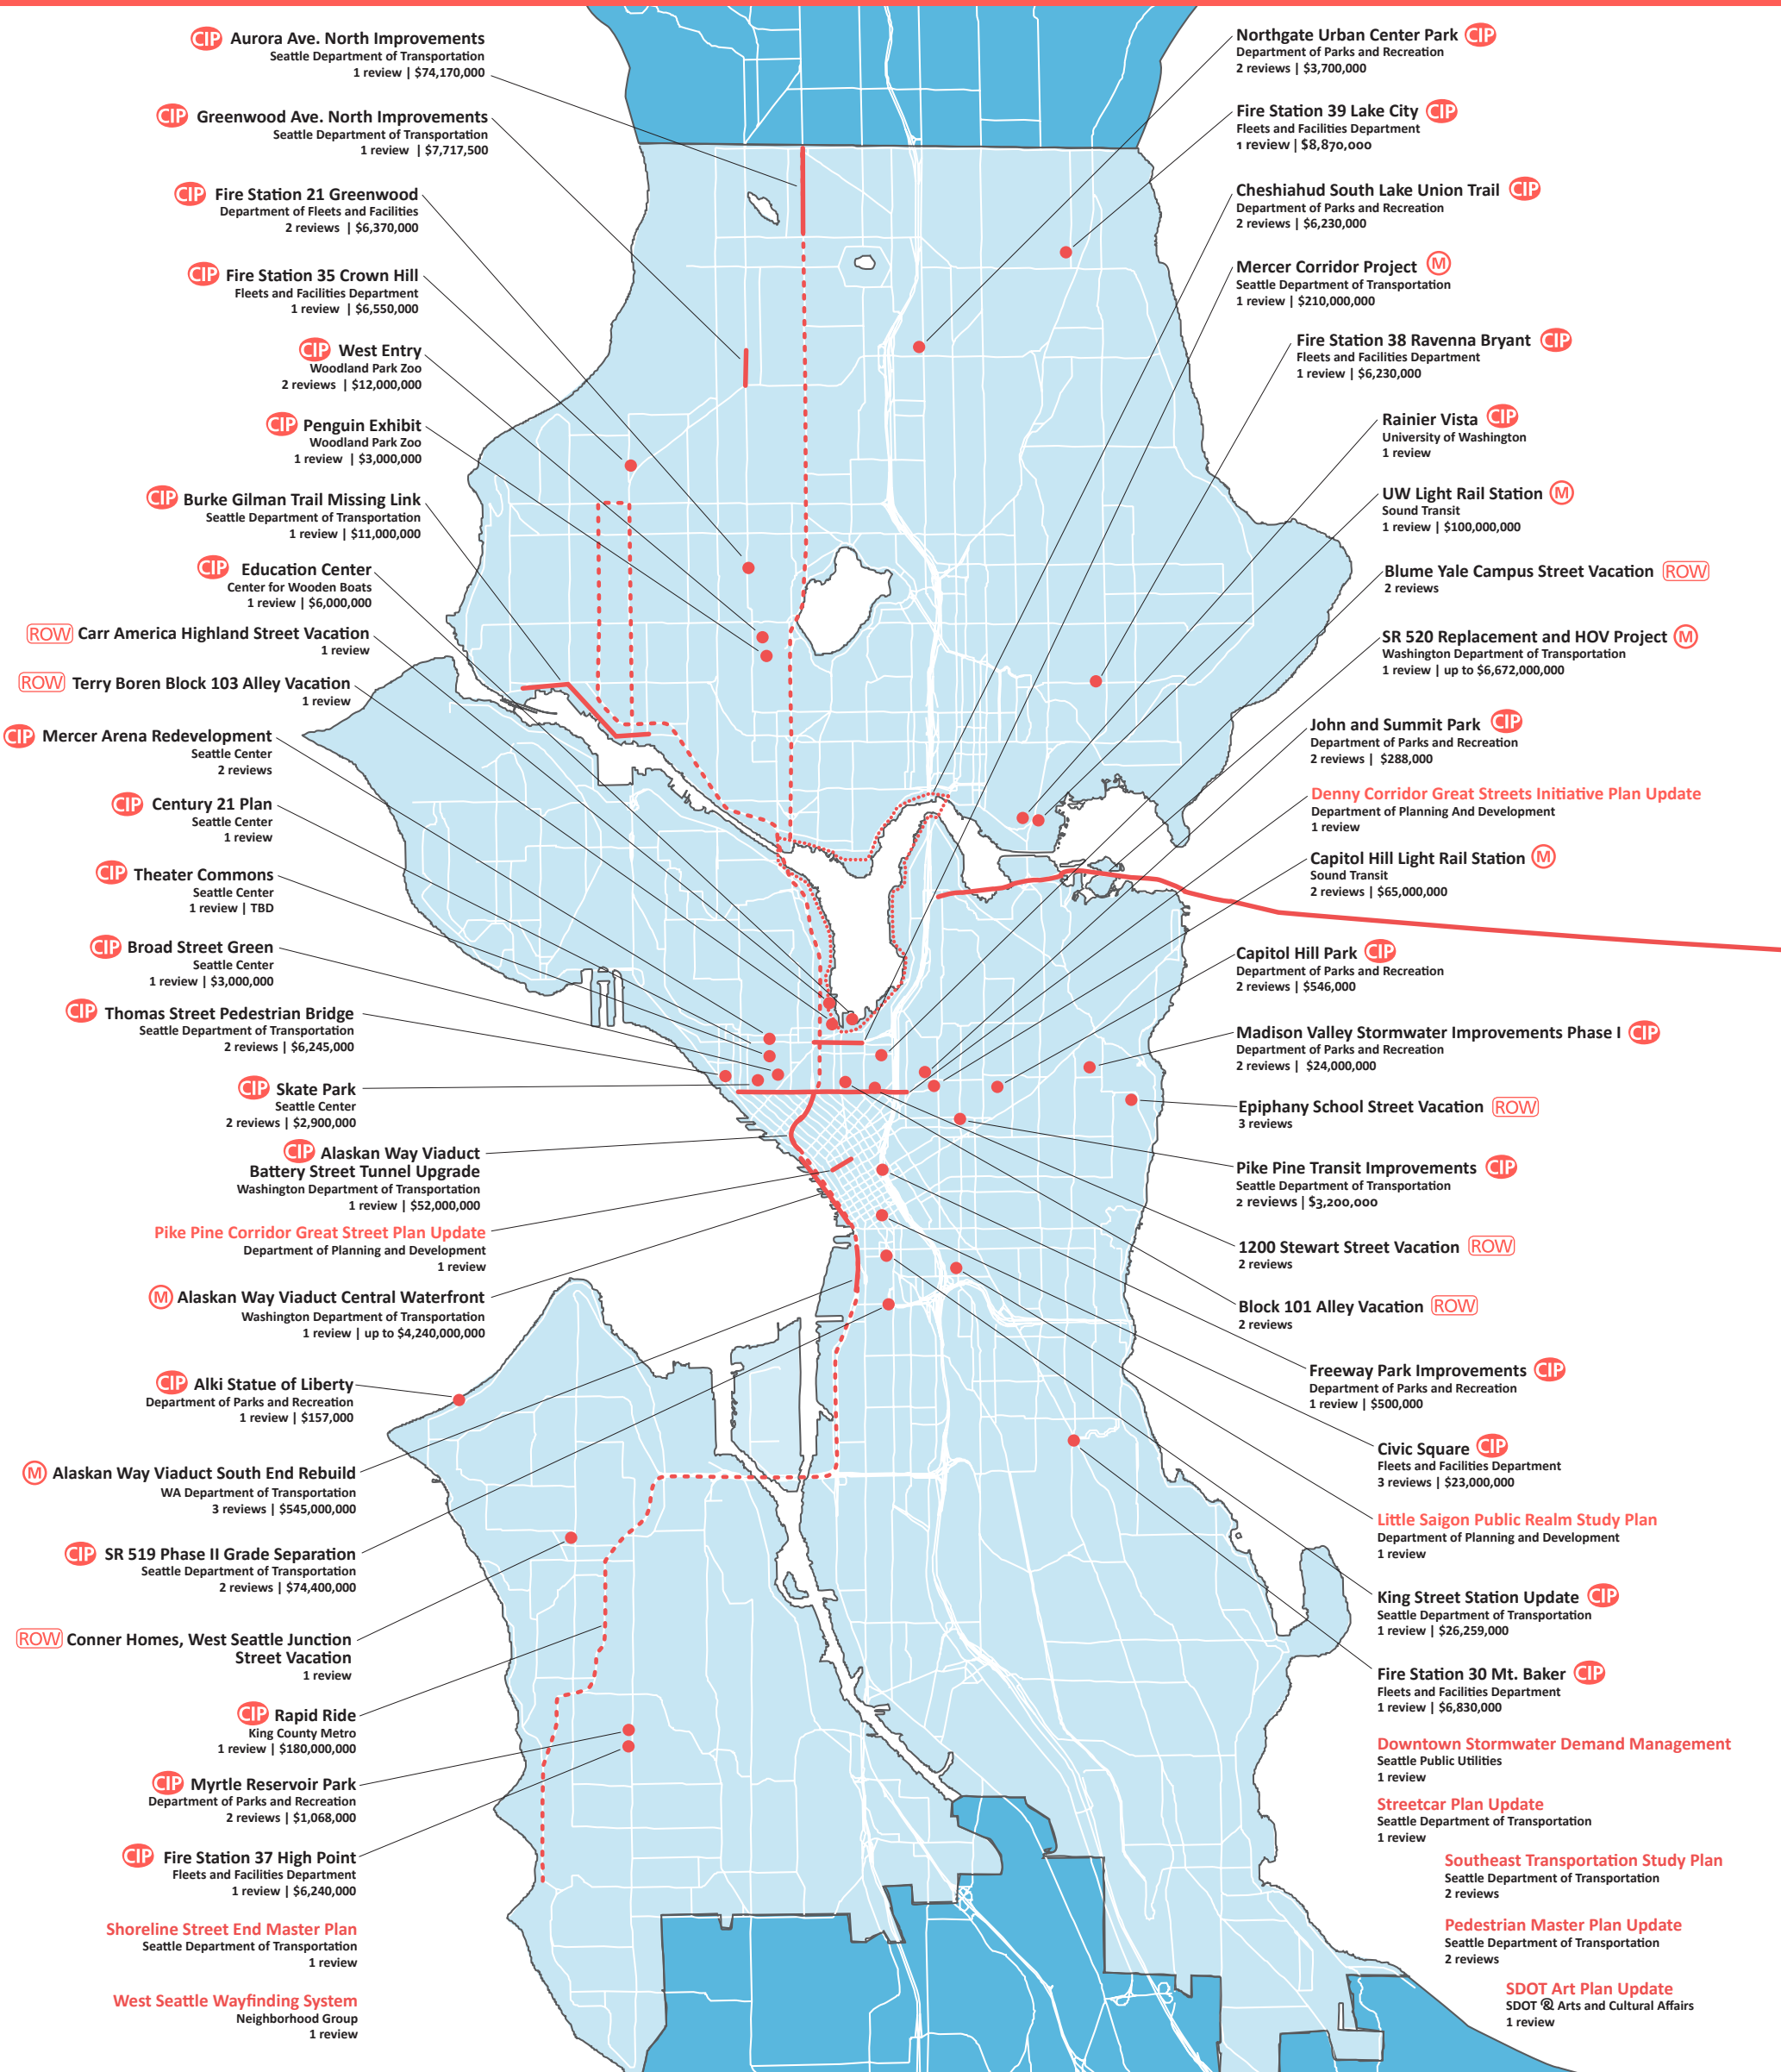 CIP Aurora Ave. North Improvements
Seattle Department of Transportation
1 review | $74,170,000
CIP Greenwood Ave. North Improvements
Seattle Department of Transportation
1 review | $7,717,500
CIP Fire Station 21 Greenwood
Department of Fleets and Facilities
2 reviews | $6,370,000
CIP Fire Station 35 Crown Hill
Fleets and Facilities Department
1 review | $6,550,000
CIP West Entry
Woodland Park Zoo
2 reviews | $12,000,000
CIP Penguin Exhibit
Woodland Park Zoo
1 review | $3,000,000
CIP Burke Gilman Trail Missing Link
Seattle Department of Transportation
1 review | $11,000,000
CIP Education Center
Center for Wooden Boats
1 review | $6,000,000
ROW Carr America Highland Street Vacation
1 review
ROW Terry Boren Block 103 Alley Vacation
1 review
CIP Mercer Arena Redevelopment
Seattle Center
2 reviews
CIP Century 21 Plan
Seattle Center
1 review
CIP Theater Commons
Seattle Center
1 review | TBD
CIP Broad Street Green
Seattle Center
1 review | $3,000,000
CIP Thomas Street Pedestrian Bridge
Seattle Department of Transportation
2 reviews | $6,245,000
CIP Skate Park
Seattle Center
2 reviews | $2,900,000
CIP Alaskan Way Viaduct
Battery Street Tunnel Upgrade
Washington Department of Transportation
1 review | $52,000,000
Pike Pine Corridor Great Street Plan Update
Department of Planning and Development
1 review
M Alaskan Way Viaduct Central Waterfront
Washington Department of Transportation
1 review | up to $4,240,000,000
CIP Alki Statue of Liberty
Department of Parks and Recreation
1 review | $157,000
M Alaskan Way Viaduct South End Rebuild
WA Department of Transportation
3 reviews | $545,000,000
CIP SR 519 Phase II Grade Separation
Seattle Department of Transportation
2 reviews | $74,400,000
ROW Conner Homes, West Seattle Junction
Street Vacation
1 review
CIP Rapid Ride
King County Metro
1 review | $180,000,000
CIP Myrtle Reservoir Park
Department of Parks and Recreation
2 reviews | $1,068,000
CIP Fire Station 37 High Point
Fleets and Facilities Department
1 review | $6,240,000
Shoreline Street End Master Plan
Seattle Department of Transportation
1 review
West Seattle Wayfinding System
Neighborhood Group
1 review
Northgate Urban Center Park CIP
Department of Parks and Recreation
2 reviews | $3,700,000
Fire Station 39 Lake City CIP
Fleets and Facilities Department
1 review | $8,870,000
Cheshiahud South Lake Union Trail CIP
Department of Parks and Recreation
2 reviews | $6,230,000
Mercer Corridor Project M
Seattle Department of Transportation
1 review | $210,000,000
Fire Station 38 Ravenna Bryant CIP
Fleets and Facilities Department
1 review | $6,230,000
Rainier Vista CIP
University of Washington
1 review
UW Light Rail Station M
Sound Transit
1 review | $100,000,000
Blume Yale Campus Street Vacation ROW
2 reviews
SR 520 Replacement and HOV Project M
Washington Department of Transportation
1 review | up to $6,672,000,000
John and Summit Park CIP
Department of Parks and Recreation
2 reviews | $288,000
Denny Corridor Great Streets Initiative Plan Update
Department of Planning And Development
1 review
Capitol Hill Light Rail Station M
Sound Transit
2 reviews | $65,000,000
Capitol Hill Park CIP
Department of Parks and Recreation
2 reviews | $546,000
Madison Valley Stormwater Improvements Phase I CIP
Department of Parks and Recreation
2 reviews | $24,000,000
Epiphany School Street Vacation ROW
3 reviews
Pike Pine Transit Improvements CIP
Seattle Department of Transportation
2 reviews | $3,200,000
1200 Stewart Street Vacation ROW
2 reviews
Block 101 Alley Vacation ROW
2 reviews
Freeway Park Improvements CIP
Department of Parks and Recreation
1 review | $500,000
Civic Square CIP
Fleets and Facilities Department
3 reviews | $23,000,000
Little Saigon Public Realm Study Plan
Department of Planning and Development
1 review
King Street Station Update CIP
Seattle Department of Transportation
1 review | $26,259,000
Fire Station 30 Mt. Baker CIP
Fleets and Facilities Department
1 review | $6,830,000
Downtown Stormwater Demand Management
Seattle Public Utilities
1 review
Streetcar Plan Update
Seattle Department of Transportation
1 review
Southeast Transportation Study Plan
Seattle Department of Transportation
2 reviews
Pedestrian Master Plan Update
Seattle Department of Transportation
2 reviews
SDOT Art Plan Update
SDOT & Arts and Cultural Affairs
1 review